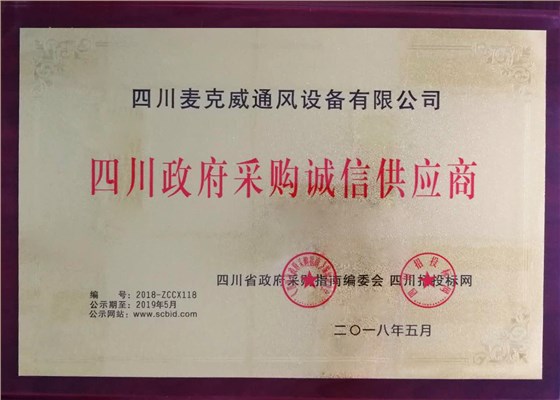 四川麦克威通风设备有限公司
四川政府采购诚信供应商
四川省政府采购指南编委会 四川招投标网
编 号：2018-ZCCX118
公示期至：2019年5月
公示网站：www.scbid.com
二〇一八年五月